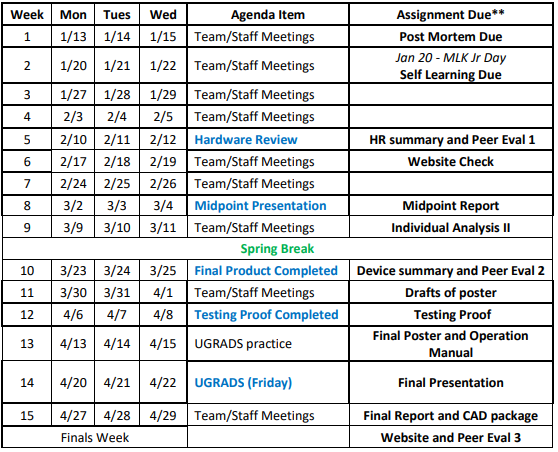 Week Mon Tues Wed Agenda Item Assignment Due**
1 1/13 1/14 1/15 Team/Staff Meetings Post Mortem Due
2 1/20 1/21 1/22 Team/Staff Meetings Jan 20 - MLK Jr Day
Self Learning Due
3 1/27 1/28 1/29 Team/Staff Meetings
4 2/3 2/4 2/5 Team/Staff Meetings
5 2/10 2/11 2/12 Hardware Review HR summary and Peer Eval 1
6 2/17 2/18 2/19 Team/Staff Meetings Website Check
7 2/24 2/25 2/26 Team/Staff Meetings
8 3/2 3/3 3/4 Midpoint Presentation Midpoint Report
9 3/9 3/10 3/11 Team/Staff Meetings Individual Analysis II
Spring Break
10 3/23 3/24 3/25 Final Product Completed Device summary and Peer Eval 2
11 3/30 3/31 4/1 Team/Staff Meetings Drafts of poster
12 4/6 4/7 4/8 Testing Proof Completed Testing Proof
13 4/13 4/14 4/15 UGRADS practice Final Poster and Operation
Manual
14 4/20 4/21 4/22 UGRADS (Friday) Final Presentation
15 4/27 4/28 4/29 Team/Staff Meetings Final Report and CAD package
Finals Week Website and Peer Eval 3